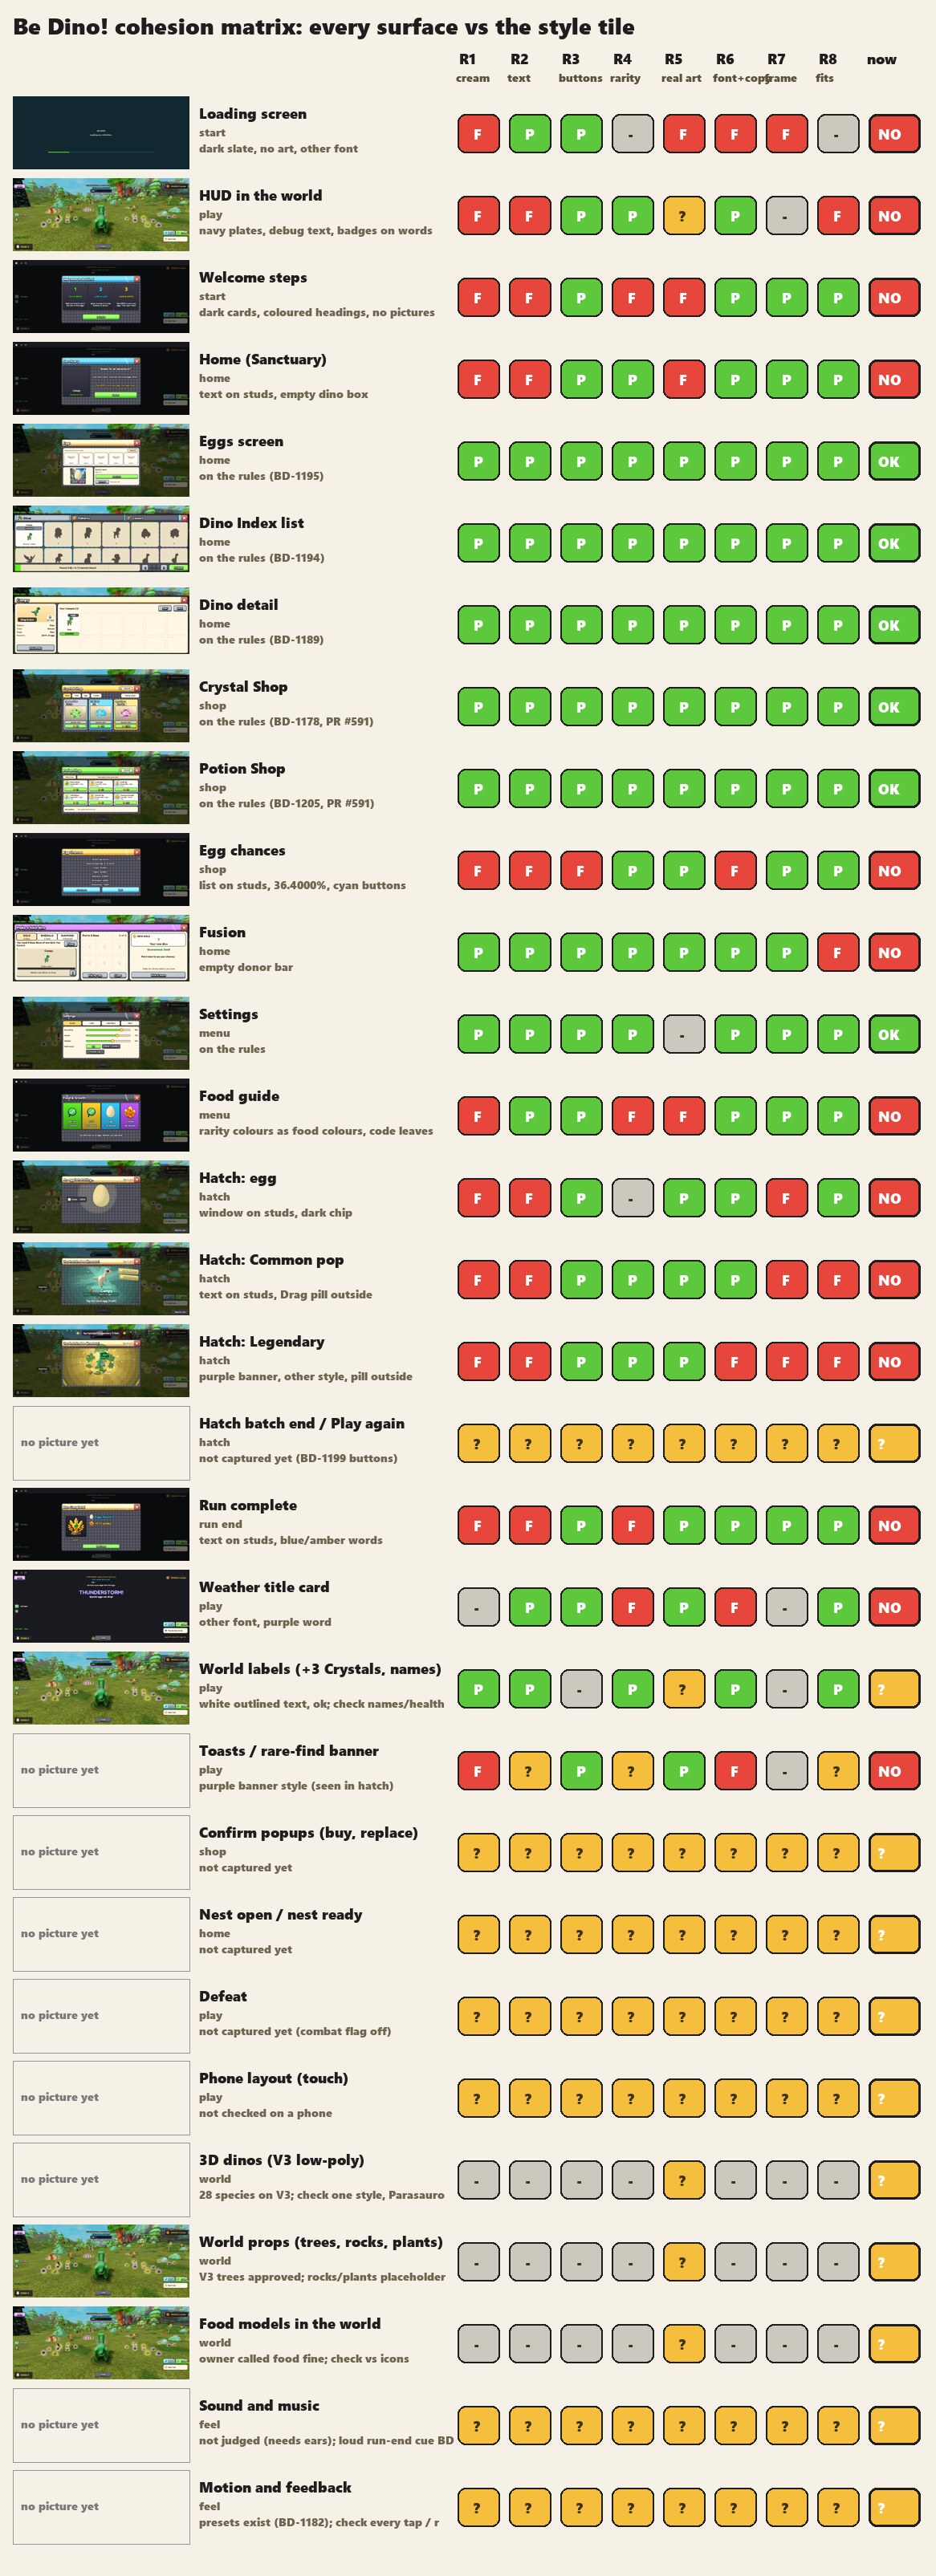 Be Dino! cohesion matrix: every surface vs the style tile
R1 R2 R3 R4 R5 R6 R7 R8 now
cream text buttons rarity real art font+copy frame fits
Loading screen
start
dark slate, no art, other font
F P P - F F F - NO
HUD in the world
play
navy plates, debug text, badges on words
F F P P ? P - F NO
Welcome steps
start
dark cards, coloured headings, no pictures
F F P F F P P P NO
Home (Sanctuary)
home
text on studs, empty dino box
F F P P F P P P NO
Eggs screen
home
on the rules (BD-1195)
P P P P P P P P OK
Dino Index list
home
on the rules (BD-1194)
P P P P P P P P OK
Dino detail
home
on the rules (BD-1189)
P P P P P P P P OK
Crystal Shop
shop
on the rules (BD-1178, PR #591)
P P P P P P P P OK
Potion Shop
shop
on the rules (BD-1205, PR #591)
P P P P P P P P OK
Egg chances
shop
list on studs, 36.4000%, cyan buttons
F F F P P F P P NO
Fusion
home
empty donor bar
P P P P P P P F NO
Settings
menu
on the rules
P P P P - P P P OK
Food guide
menu
rarity colours as food colours, code leaves
F P P F F P P P NO
Hatch: egg
hatch
window on studs, dark chip
F F P - P P F P NO
Hatch: Common pop
hatch
text on studs, Drag pill outside
F F P P P P F F NO
Hatch: Legendary
hatch
purple banner, other style, pill outside
F F P P P F F F NO
no picture yet
Hatch batch end / Play again
hatch
not captured yet (BD-1199 buttons)
? ? ? ? ? ? ? ? ?
Run complete
run end
text on studs, blue/amber words
F F P F P P P P NO
THUNDERSTORM!
Weather title card
play
other font, purple word
- P P F P F - P NO
World labels (+3 Crystals, names)
play
white outlined text, ok; check names/health
P P - P ? P - P ?
no picture yet
Toasts / rare-find banner
play
purple banner style (seen in hatch)
F ? P ? P F - ? NO
no picture yet
Confirm popups (buy, replace)
shop
not captured yet
? ? ? ? ? ? ? ? ?
no picture yet
Nest open / nest ready
home
not captured yet
? ? ? ? ? ? ? ? ?
no picture yet
Defeat
play
not captured yet (combat flag off)
? ? ? ? ? ? ? ? ?
no picture yet
Phone layout (touch)
play
not checked on a phone
? ? ? ? ? ? ? ? ?
no picture yet
3D dinos (V3 low-poly)
world
28 species on V3; check one style, Parasauro
- - - - ? - - - ?
World props (trees, rocks, plants)
world
V3 trees approved; rocks/plants placeholder
- - - - ? - - - ?
Food models in the world
world
owner called food fine; check vs icons
- - - - ? - - - ?
no picture yet
Sound and music
feel
not judged (needs ears); loud run-end cue BD
? ? ? ? ? ? ? ? ?
no picture yet
Motion and feedback
feel
presets exist (BD-1182); check every tap / r
? ? ? ? ? ? ? ? ?